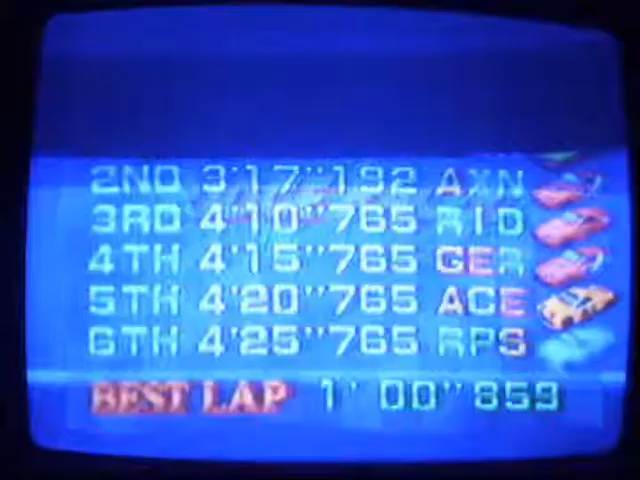 2ND 3'17"192 AXN
3RD 4'10"765 RID
4TH 4'15"765 GER
5TH 4'20"765 ACE
6TH 4'25"765 RPS
BEST LAP 1'00"859